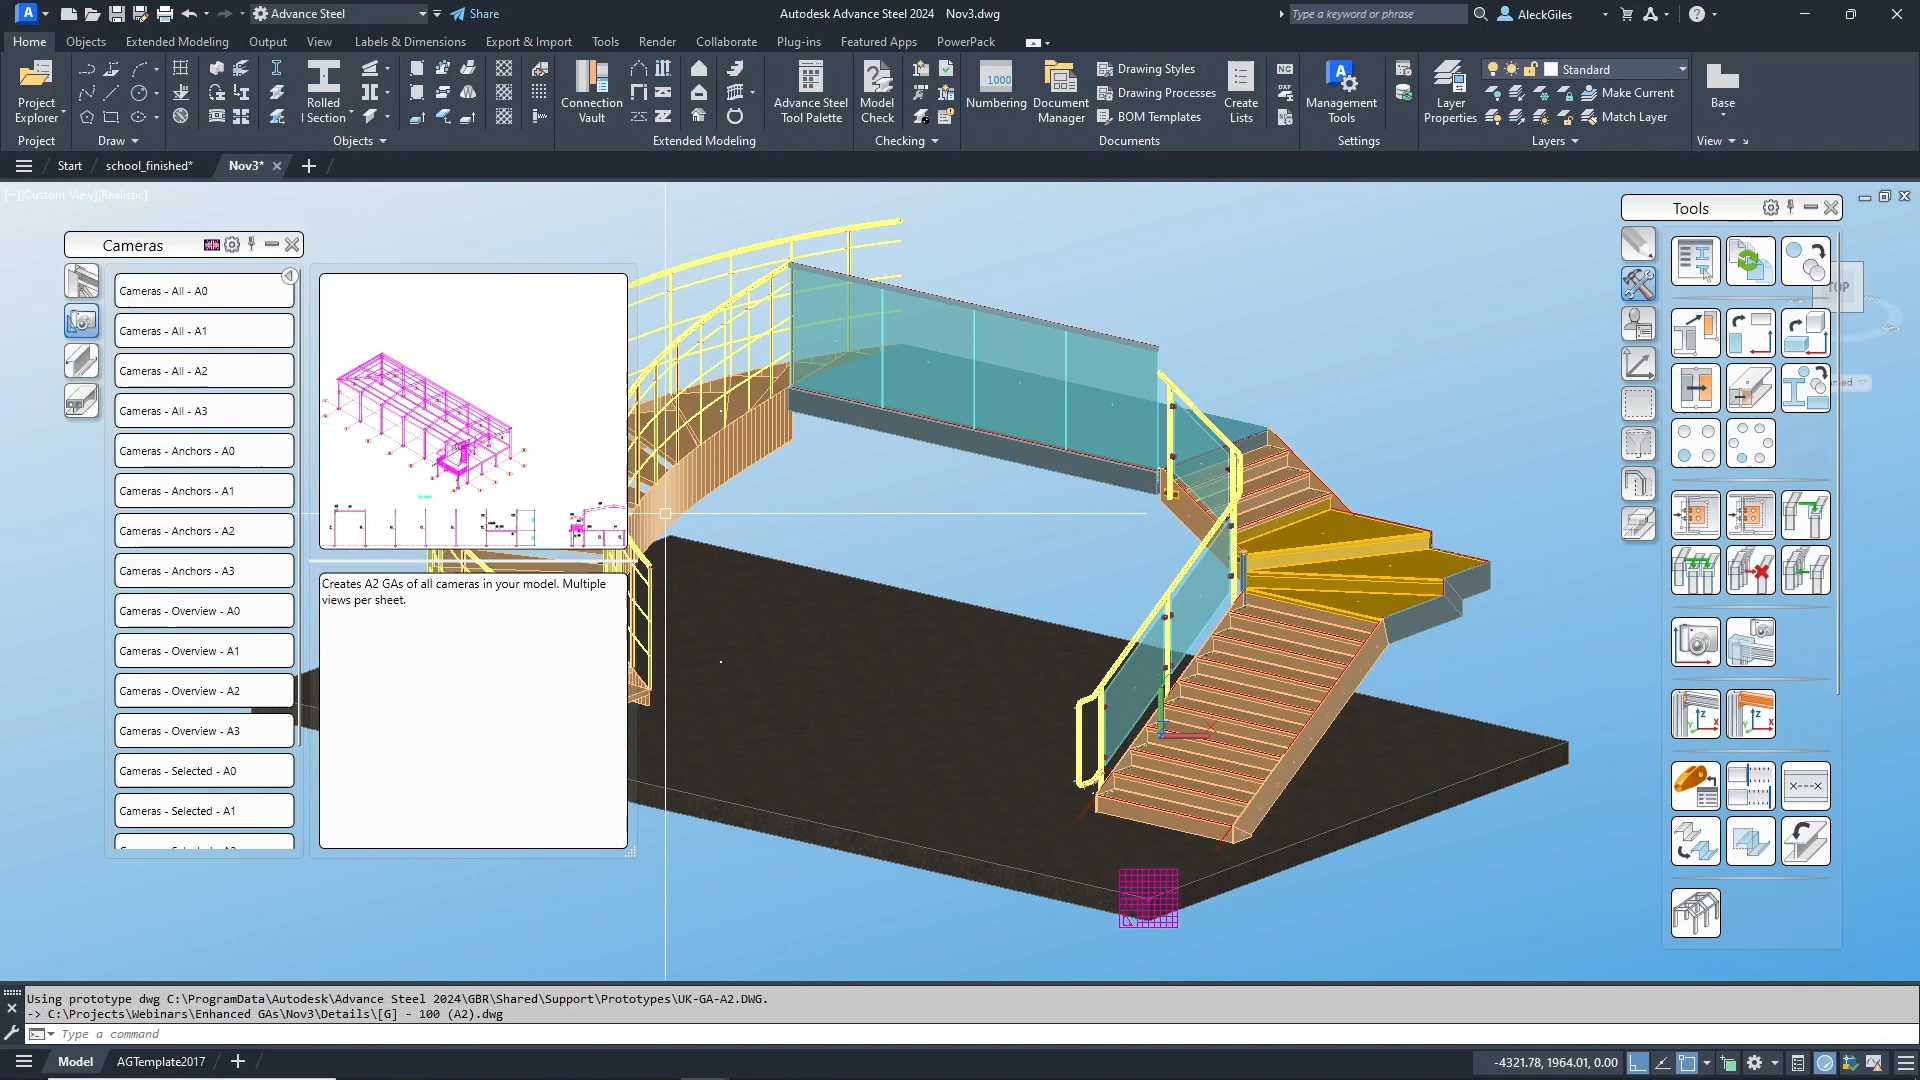 Advance Steel
Share
Autodesk Advance Steel 2024 Nov3.dwg
Type a keyword or phrase
AleckGiles
Home
Objects
Extended Modeling
Output
View
Labels & Dimensions
Export & Import
Tools
Render
Collaborate
Plug-ins
Featured Apps
PowerPack
Project Explorer
Rolled I Section
Connection Vault
Advance Steel Tool Palette
Model Check
1000
Numbering
Document Manager
Drawing Styles
Drawing Processes
BOM Templates
Create Lists
NC
DXF
Management Tools
Layer Properties
Standard
Make Current
Match Layer
Base
Project
Draw
Objects
Extended Modeling
Checking
Documents
Settings
Layers
View
Start
school_finished*
Nov3*
[−][Custom View][Realistic]
Cameras
Cameras - All - A0
Cameras - All - A1
Cameras - All - A2
Cameras - All - A3
Cameras - Anchors - A0
Cameras - Anchors - A1
Cameras - Anchors - A2
Cameras - Anchors - A3
Cameras - Overview - A0
Cameras - Overview - A1
Cameras - Overview - A2
Cameras - Overview - A3
Cameras - Selected - A0
Cameras - Selected - A1
Creates A2 GAs of all cameras in your model. Multiple
views per sheet.
Tools
TOP
Using prototype dwg C:\ProgramData\Autodesk\Advance Steel 2024\GBR\Shared\Support\Prototypes\UK-GA-A2.DWG.
-> C:\Projects\Webinars\Enhanced GAs\Nov3\Details\[G] - 100 (A2).dwg
Type a command
Model
AGTemplate2017
-4321.78, 1964.01, 0.00